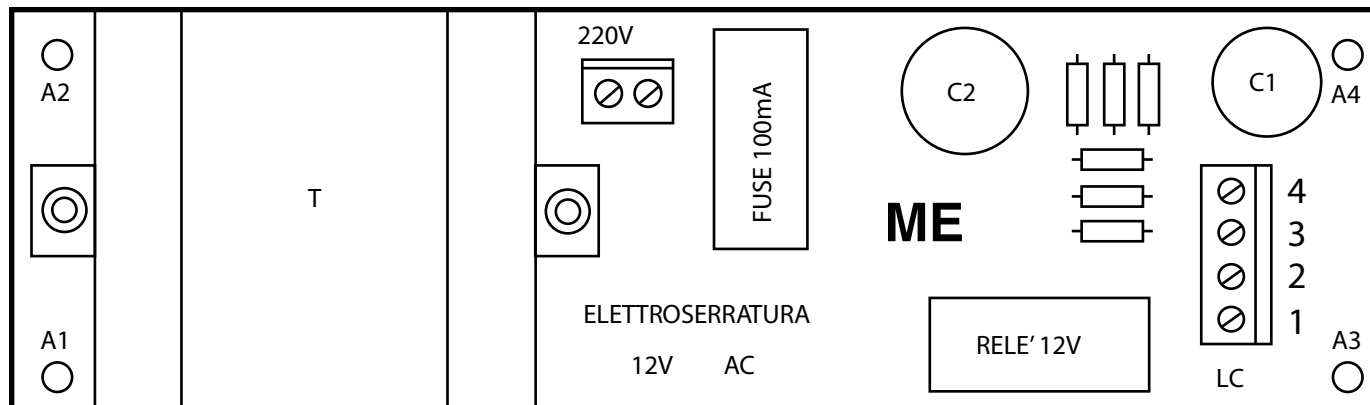 220V
A2
T
FUSE 100mA
C2
C1
A4
ME
4
3
2
1
ELETTROSERRATURA
12V AC
RELE' 12V
A1
A3
LC